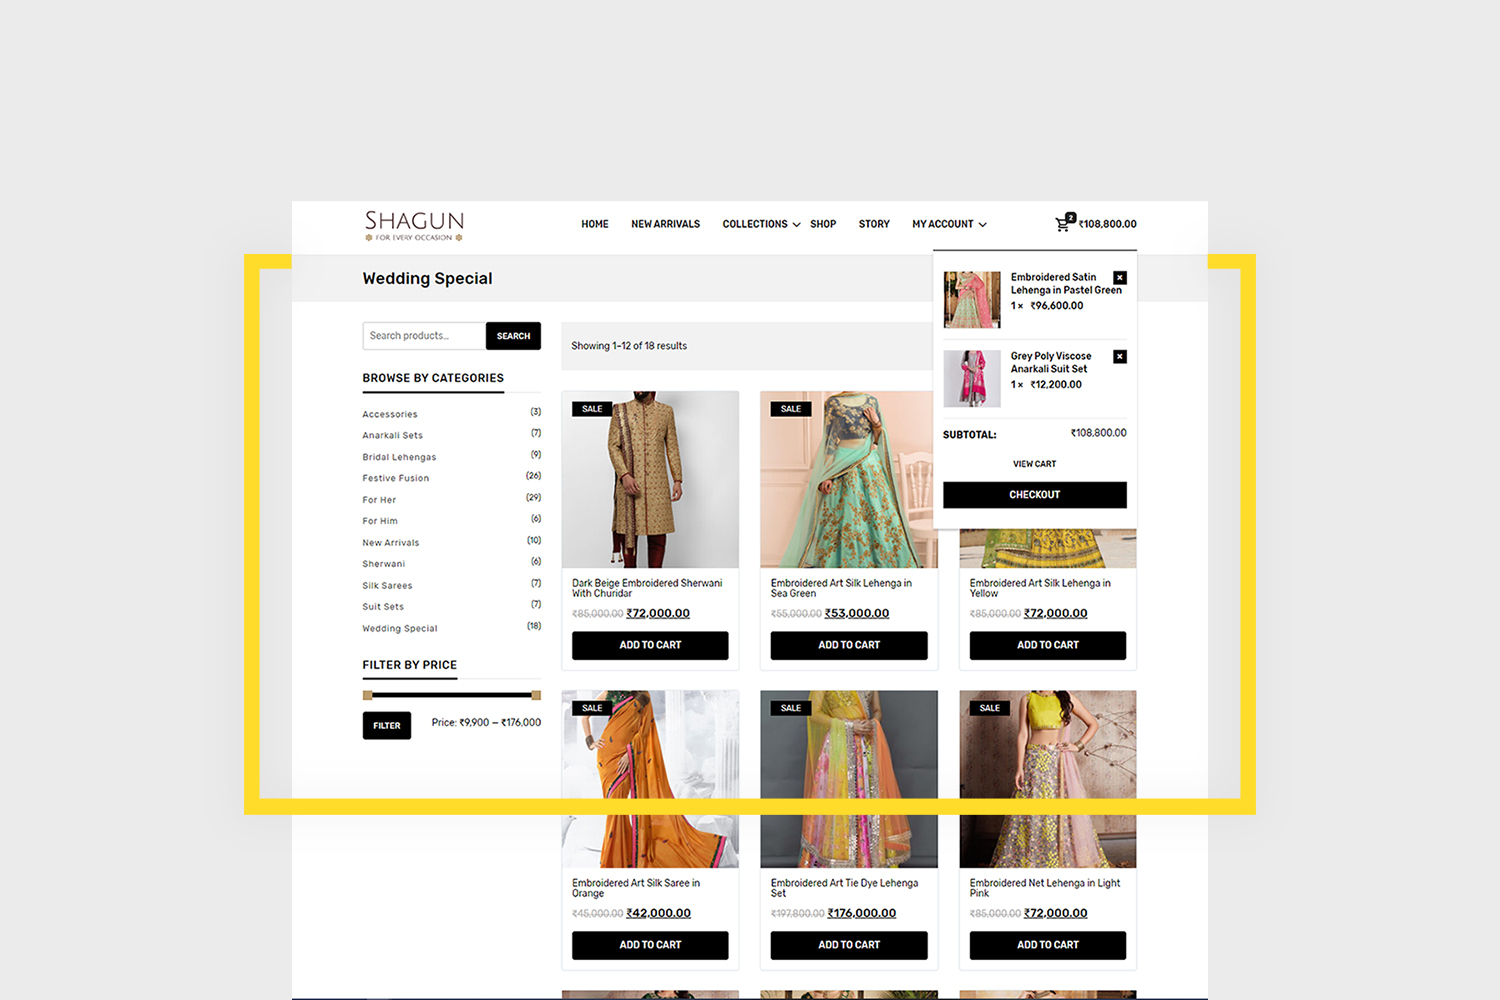 SHAGUN
FOR EVERY OCCASION
HOME NEW ARRIVALS COLLECTIONS SHOP STORY MY ACCOUNT 2 ₹108,800.00
Wedding Special
Embroidered Satin
Lehenga in Pastel Green
1 × ₹96,600.00
Grey Poly Viscose
Anarkali Suit Set
1 × ₹12,200.00
SUBTOTAL: ₹108,800.00
VIEW CART
CHECKOUT
Search products... SEARCH
BROWSE BY CATEGORIES
Accessories (3)
Anarkali Sets (7)
Bridal Lehengas (9)
Festive Fusion (26)
For Her (29)
For Him (6)
New Arrivals (10)
Sherwani (6)
Silk Sarees (7)
Suit Sets (7)
Wedding Special (18)
FILTER BY PRICE
FILTER Price: ₹9,900 — ₹176,000
Showing 1–12 of 18 results
SALE
Dark Beige Embroidered Sherwani
With Churidar
₹85,000.00 ₹72,000.00
ADD TO CART
SALE
Embroidered Art Silk Lehenga in
Sea Green
₹55,000.00 ₹53,000.00
ADD TO CART
Embroidered Art Silk Lehenga in
Yellow
₹85,000.00 ₹72,000.00
ADD TO CART
SALE
Embroidered Art Silk Saree in
Orange
₹45,000.00 ₹42,000.00
ADD TO CART
SALE
Embroidered Art Tie Dye Lehenga
Set
₹197,800.00 ₹176,000.00
ADD TO CART
SALE
Embroidered Net Lehenga in Light
Pink
₹85,000.00 ₹72,000.00
ADD TO CART